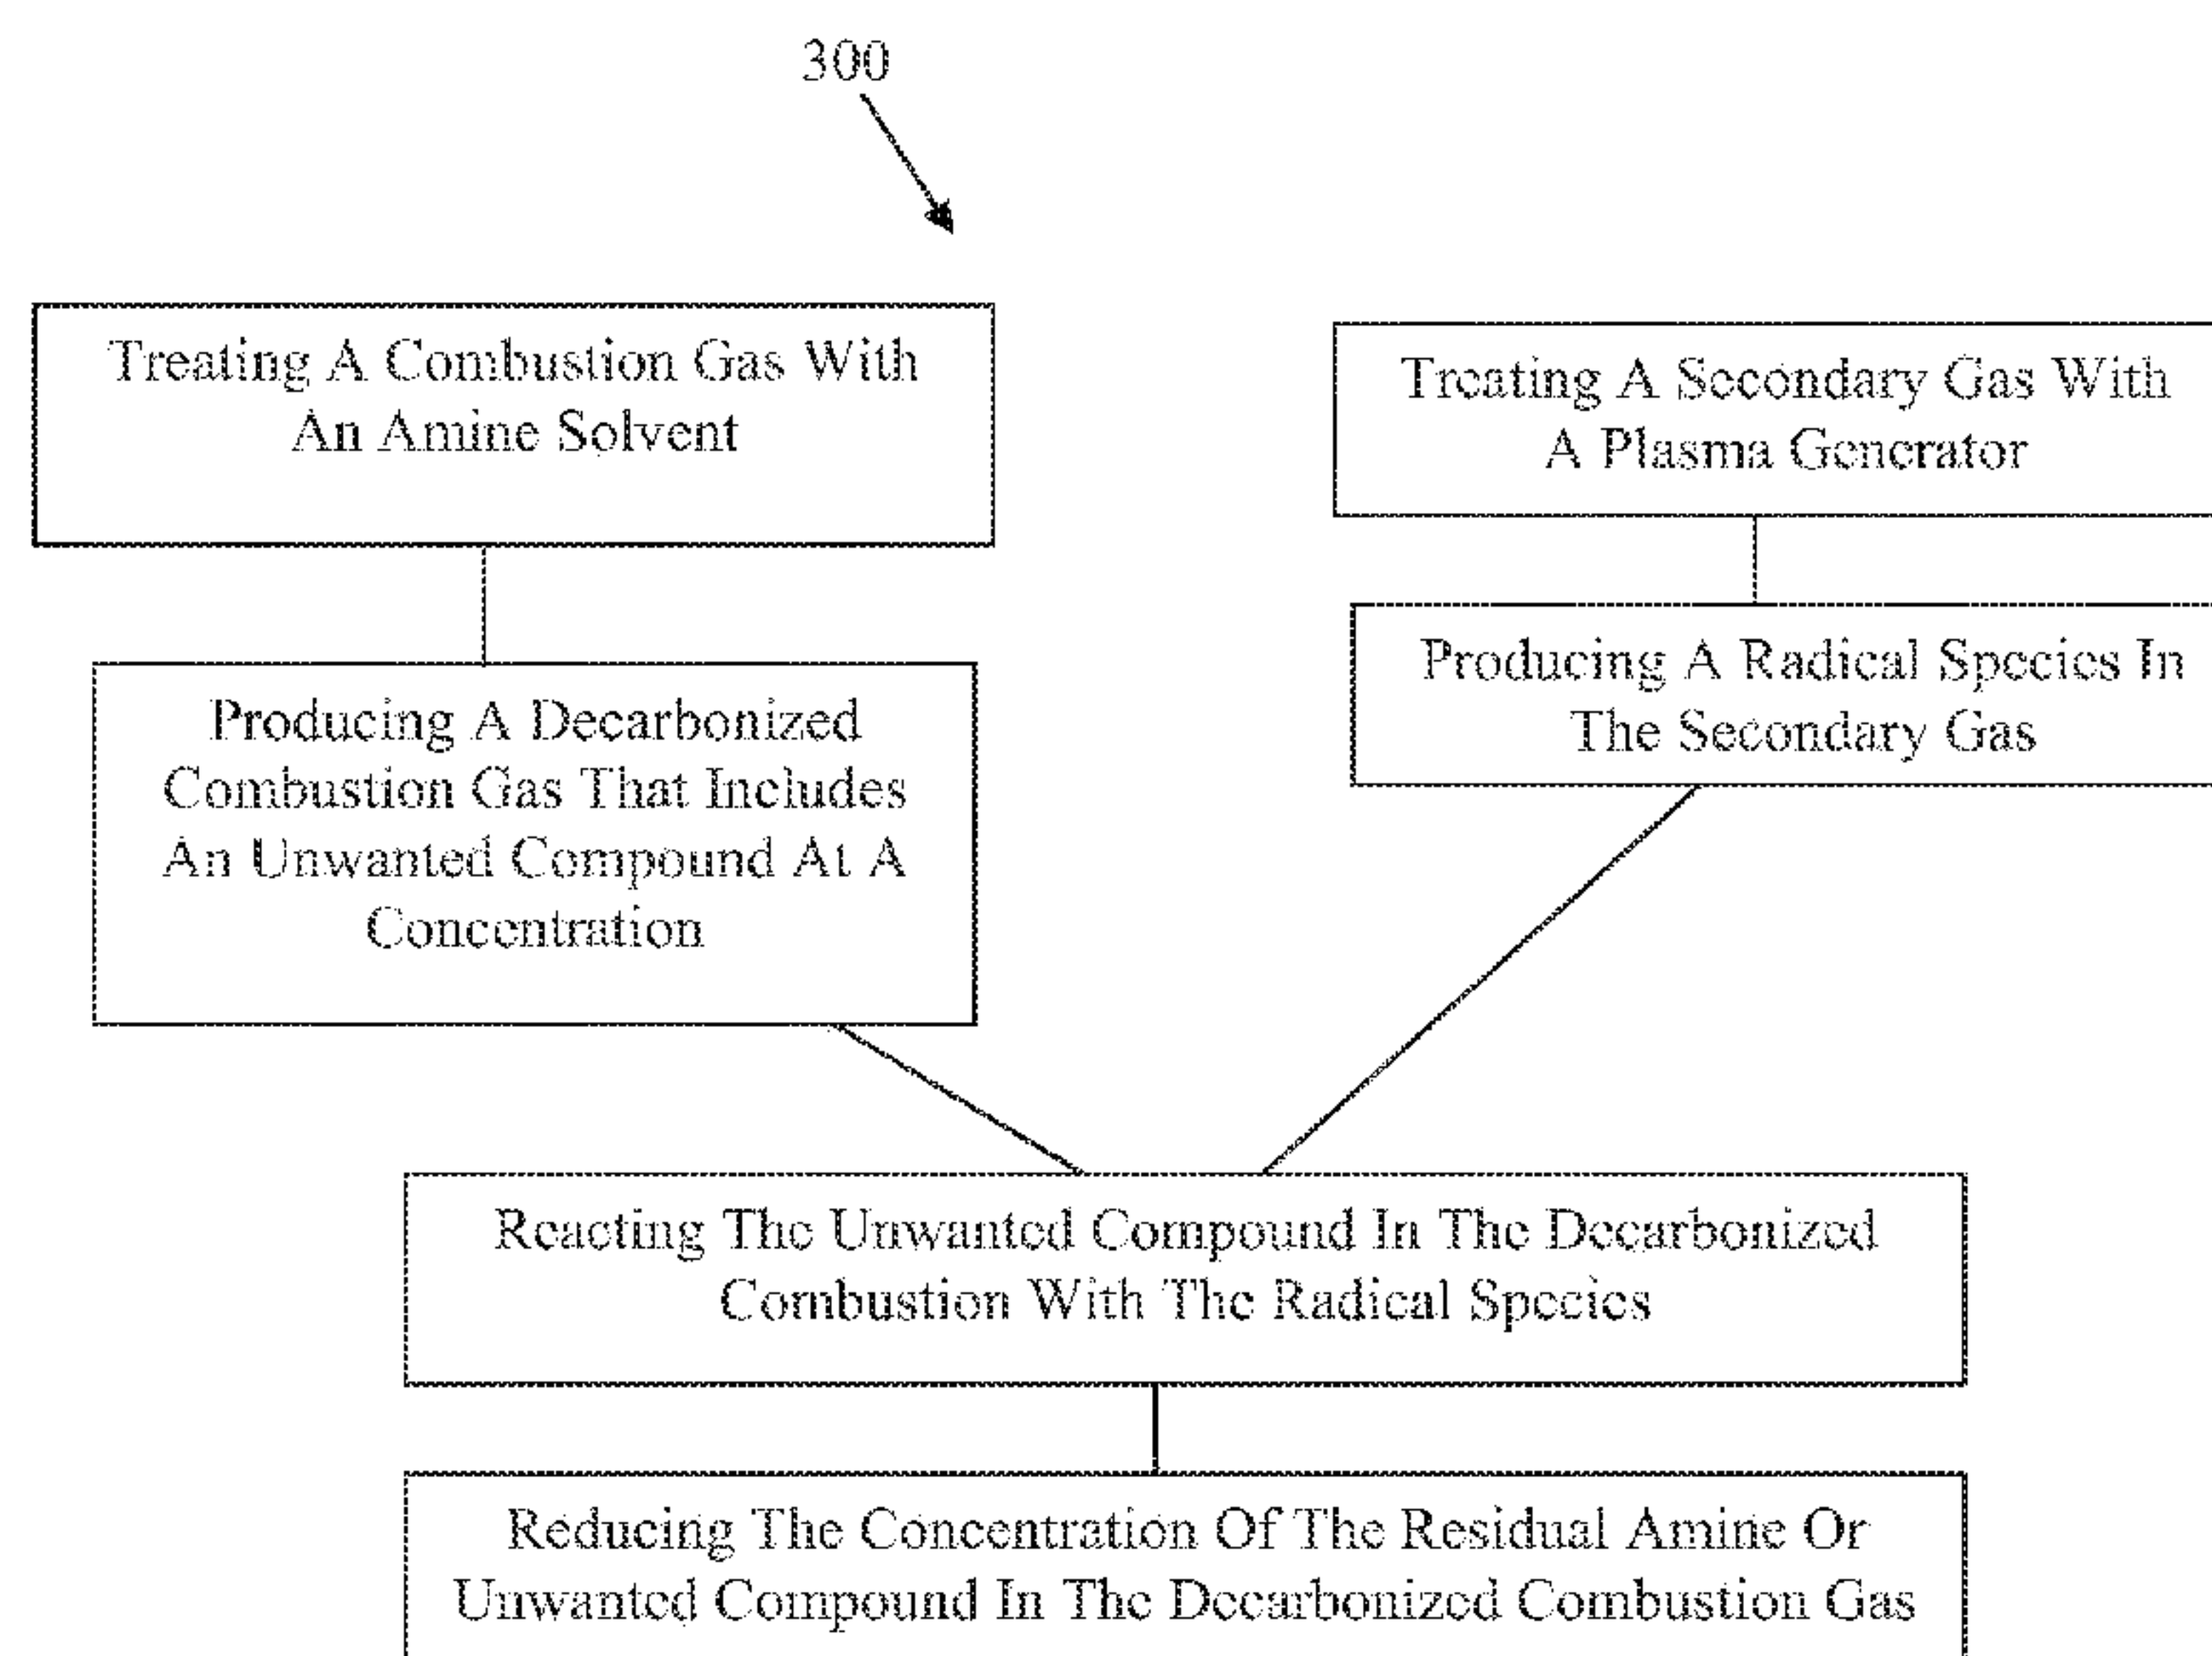 300
Treating A Combustion Gas With
An Amine Solvent
Treating A Secondary Gas With
A Plasma Generator
Producing A Radical Species In
The Secondary Gas
Producing A Decarbonized
Combustion Gas That Includes
An Unwanted Compound At A
Concentration
Reacting The Unwanted Compound In The Decarbonized
Combustion With The Radical Species
Reducing The Concentration Of The Residual Amine Or
Unwanted Compound In The Decarbonized Combustion Gas